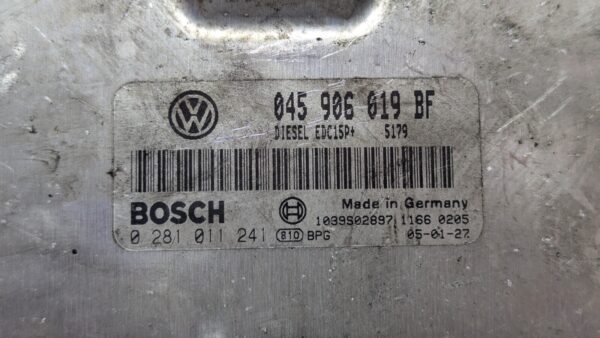 045 906 019 BF
DIESEL EDC15P+ 5179
BOSCH
Made in Germany
1039S02897 1166 0205
0 281 011 241 810 BPG 05-01-27